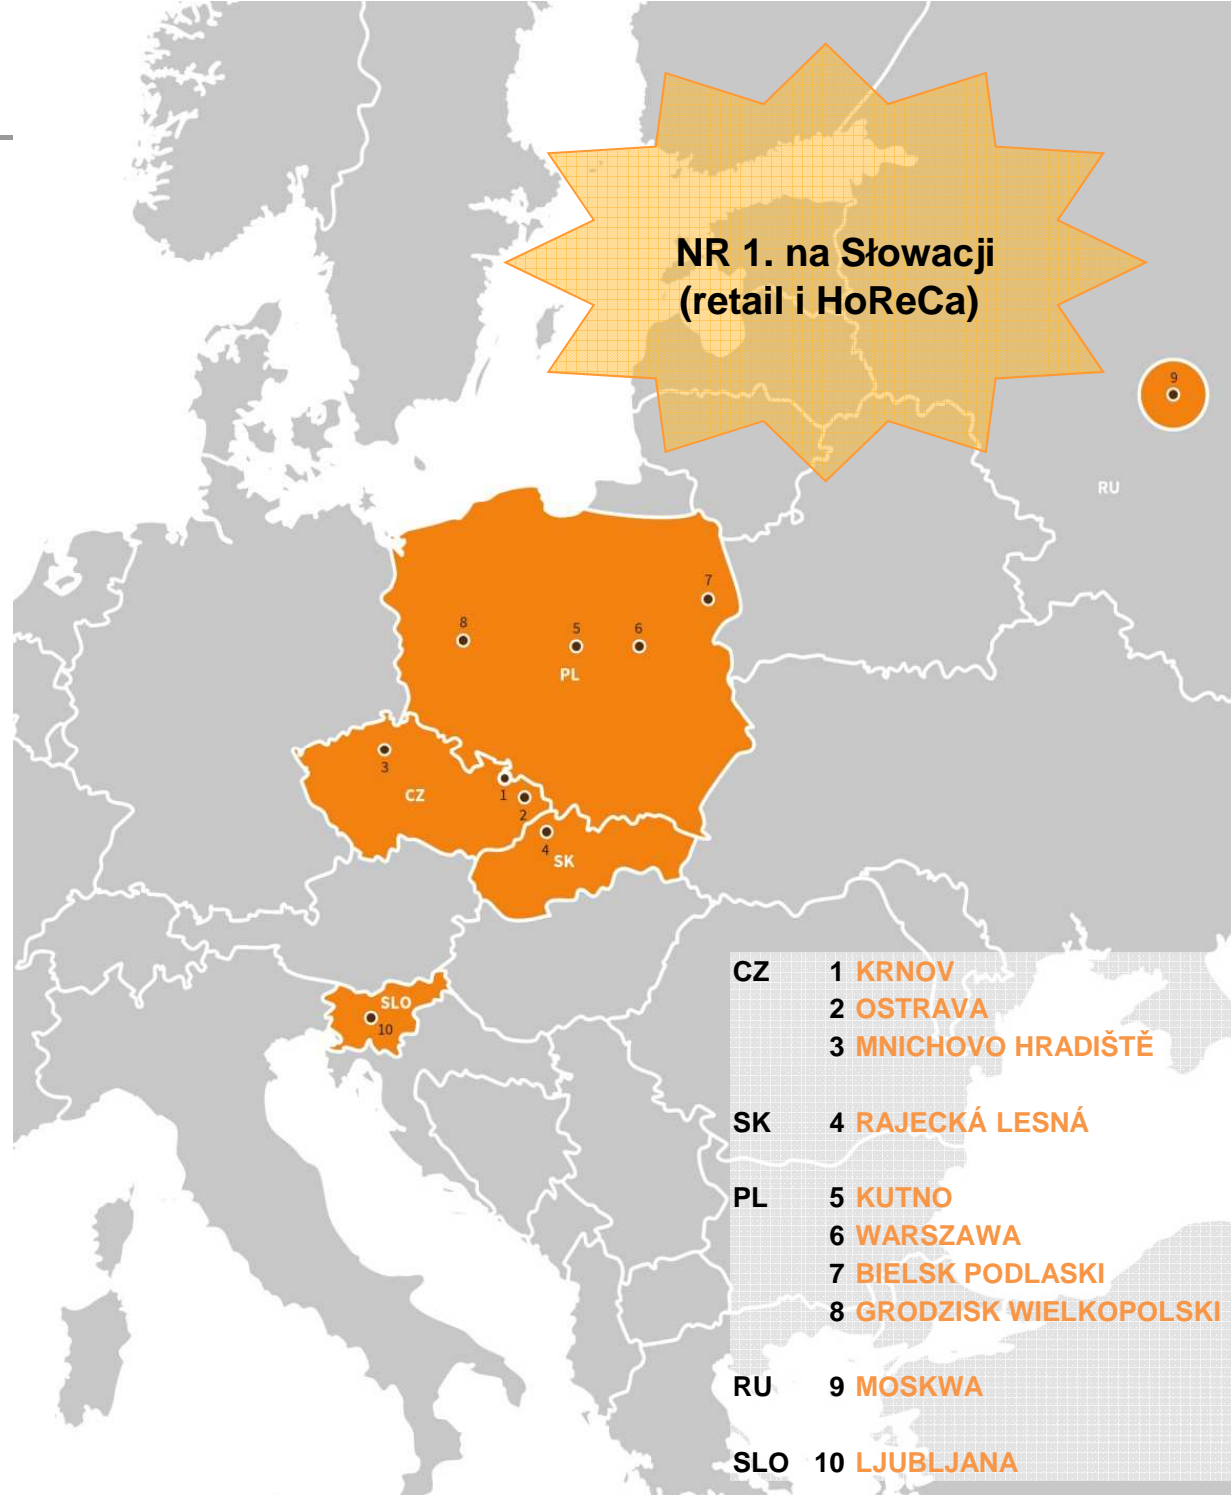 NR 1. na Słowacji
(retail i HoReCa)
9
RU
7
8
5
6
PL
3
CZ
1
2
4
SK
SLO
10
CZ 1 KRNOV
2 OSTRAVA
3 MNICHOVO HRADIŠTĚ
SK 4 RAJECKÁ LESNÁ
PL 5 KUTNO
6 WARSZAWA
7 BIELSK PODLASKI
8 GRODZISK WIELKOPOLSKI
RU 9 MOSKWA
SLO 10 LJUBLJANA